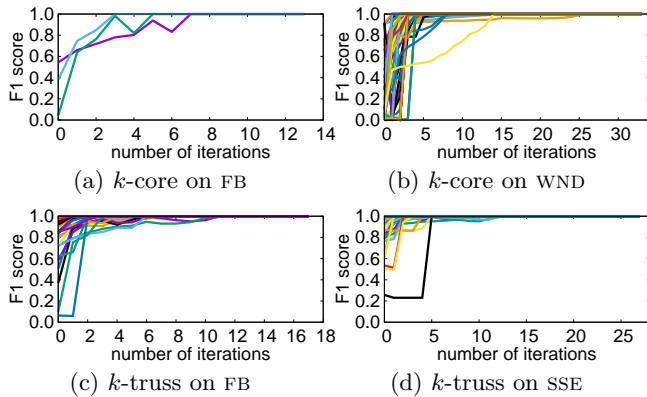 1.0
0.8
0.6
0.4
0.2
0.0
F1 score
0 2 4 6 8 10 12 14
number of iterations
(a) k-core on FB
1.0
0.8
0.6
0.4
0.2
0.0
F1 score
0 5 10 15 20 25 30
number of iterations
(b) k-core on WND
1.0
0.8
0.6
0.4
0.2
0.0
F1 score
0 2 4 6 8 10 12 14 16 18
number of iterations
(c) k-truss on FB
1.0
0.8
0.6
0.4
0.2
0.0
F1 score
0 5 10 15 20 25
number of iterations
(d) k-truss on SSE